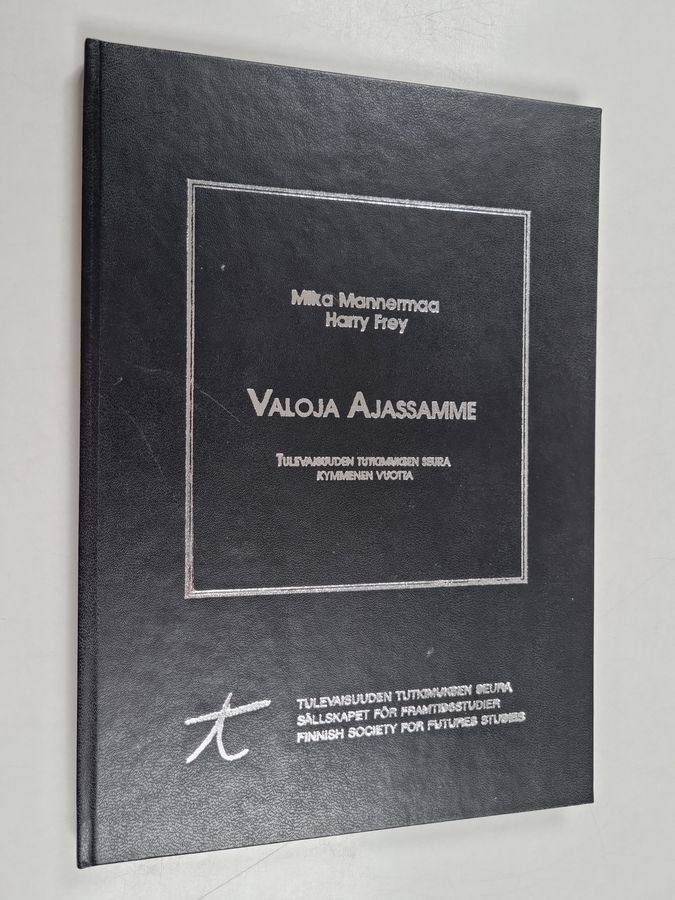 Mika Mannermaa
Harry Frey
VALOJA AJASSAMME
TULEVAISUUDEN TUTKIMUKSEN SEURA
KYMMENEN VUOTTA
t
TULEVAISUUDEN TUTKIMUKSEN SEURA
SÄLLSKAPET FÖR FRAMTIDSSTUDIER
FINNISH SOCIETY FOR FUTURES STUDIES